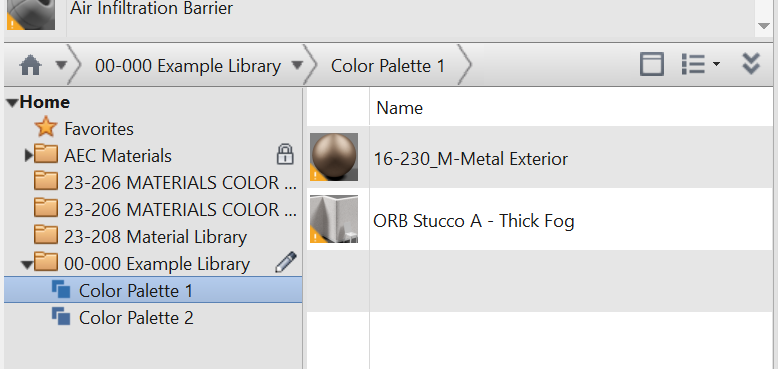 Air Infiltration Barrier
00-000 Example Library
Color Palette 1
Home
Favorites
AEC Materials
23-206 MATERIALS COLOR ...
23-206 MATERIALS COLOR ...
23-208 Material Library
00-000 Example Library
Color Palette 1
Color Palette 2
Name
16-230_M-Metal Exterior
ORB Stucco A - Thick Fog